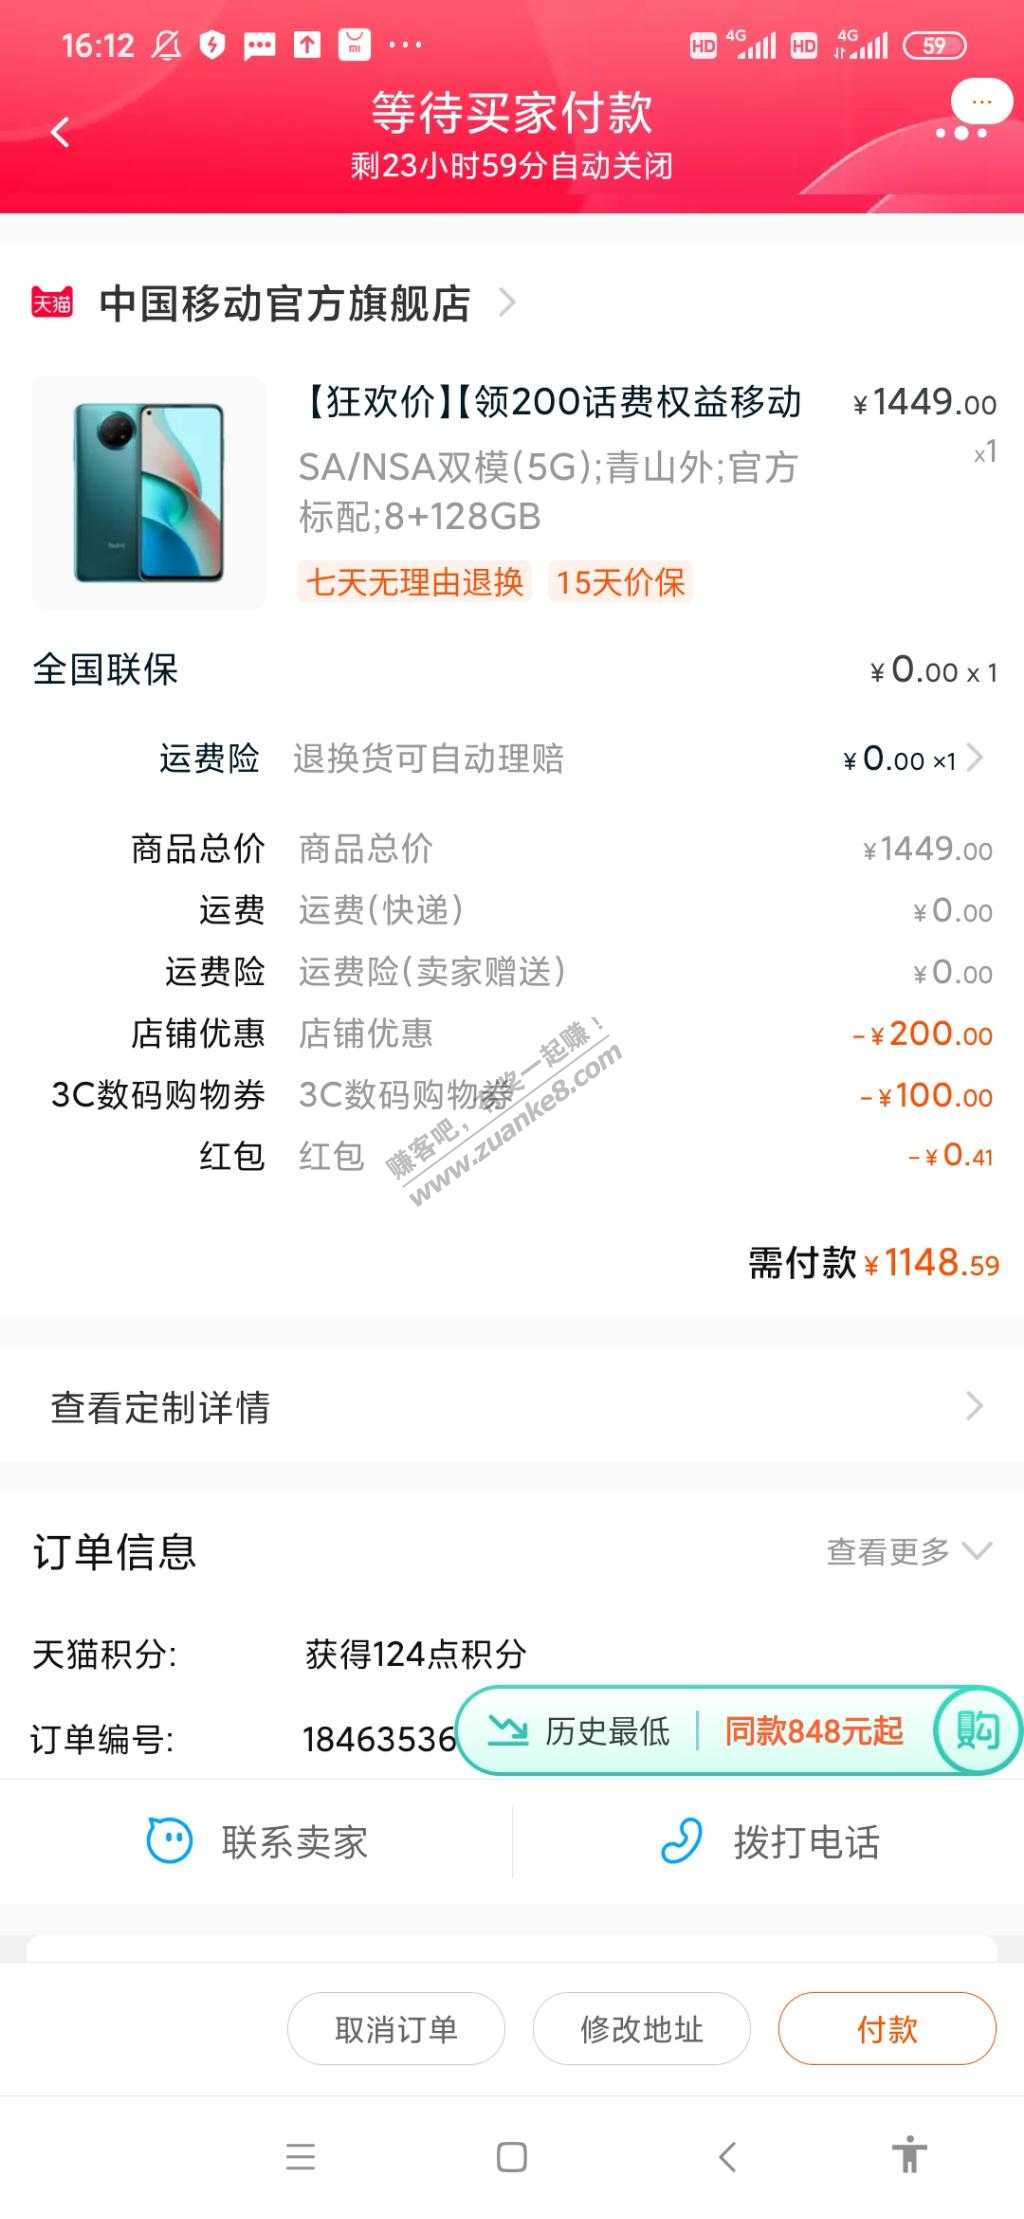 16:12
HD 4G HD 4G 59
等待买家付款
剩23小时59分自动关闭
天猫 中国移动官方旗舰店
【狂欢价】【领200话费权益移动 ¥1449.00
SA/NSA双模(5G);青山外;官方 x1
标配;8+128GB
七天无理由退换 15天价保
全国联保 ¥0.00 x 1
运费险 退换货可自动理赔 ¥0.00 ×1
商品总价 商品总价 ¥1449.00
运费 运费(快递) ¥0.00
运费险 运费险(卖家赠送) ¥0.00
店铺优惠 店铺优惠 -¥200.00
3C数码购物券 3C数码购物券 -¥100.00
红包 红包 -¥0.41
赚客吧,有奖一起赚!
www.zuanke8.com
需付款¥1148.59
查看定制详情
订单信息 查看更多
天猫积分: 获得124点积分
订单编号: 18463536
历史最低 同款848元起 购
联系卖家 拨打电话
取消订单 修改地址 付款